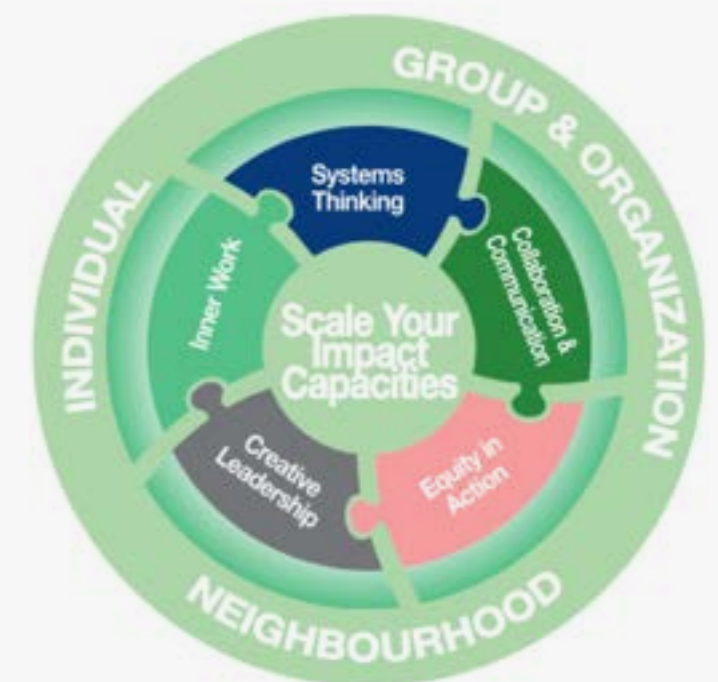 GROUP & ORGANIZATION
INDIVIDUAL
Systems
Thinking
Collaboration &
Communication
Inner Work
Scale Your
Impact
Capacities
Creative
Leadership
Equity in
Action
NEIGHBOURHOOD